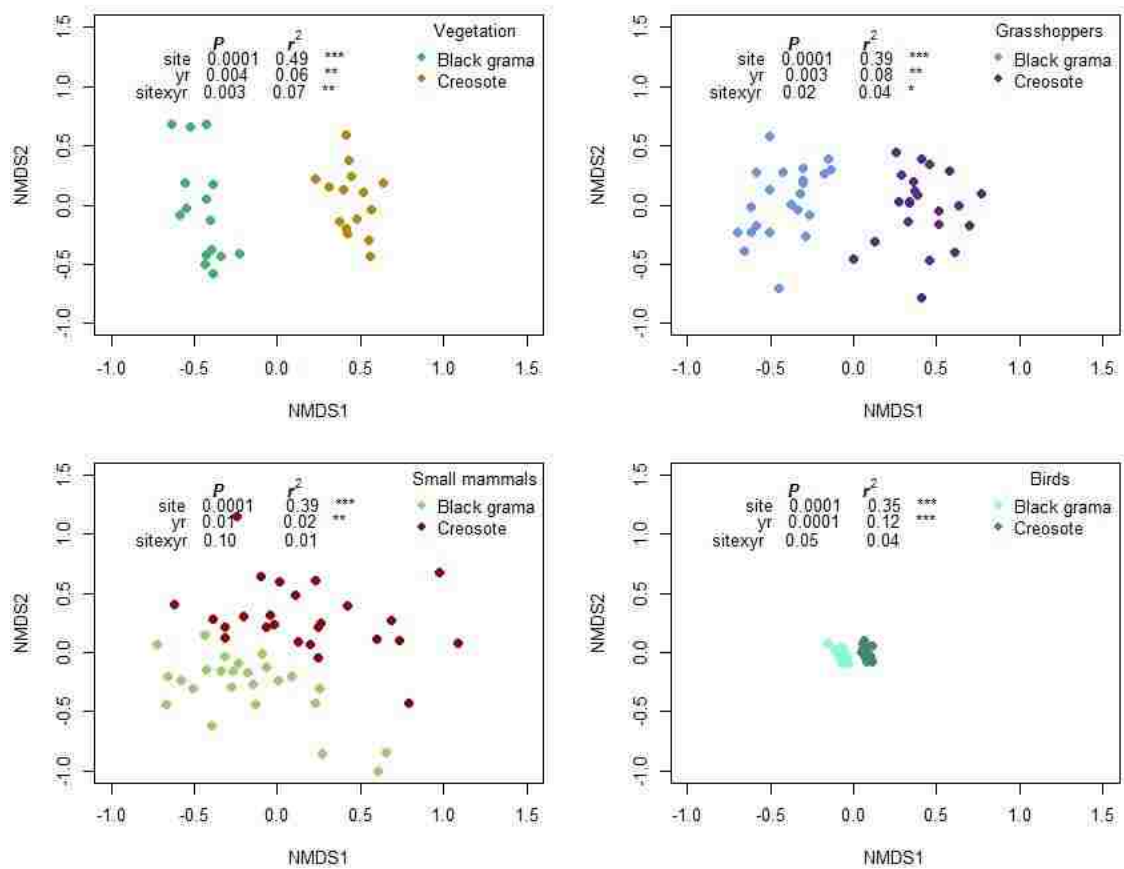 Vegetation
P r2
site 0.0001 0.49 ***
yr 0.004 0.06 **
sitexyr 0.003 0.07 **
Black grama
Creosote
1.5
1.0
0.5
0.0
-0.5
-1.0
NMDS2
-1.0 -0.5 0.0 0.5 1.0 1.5
NMDS1
Grasshoppers
P r2
site 0.0001 0.39 ***
yr 0.003 0.08 **
sitexyr 0.02 0.04 *
Black grama
Creosote
1.5
1.0
0.5
0.0
-0.5
-1.0
NMDS2
-1.0 -0.5 0.0 0.5 1.0 1.5
NMDS1
Small mammals
P r2
site 0.0001 0.39 ***
yr 0.01 0.02 **
sitexyr 0.10 0.01
Black grama
Creosote
1.5
1.0
0.5
0.0
-0.5
-1.0
NMDS2
-1.0 -0.5 0.0 0.5 1.0 1.5
NMDS1
Birds
P r2
site 0.0001 0.35 ***
yr 0.0001 0.12 ***
sitexyr 0.05 0.04
Black grama
Creosote
1.5
1.0
0.5
0.0
-0.5
-1.0
NMDS2
-1.0 -0.5 0.0 0.5 1.0 1.5
NMDS1